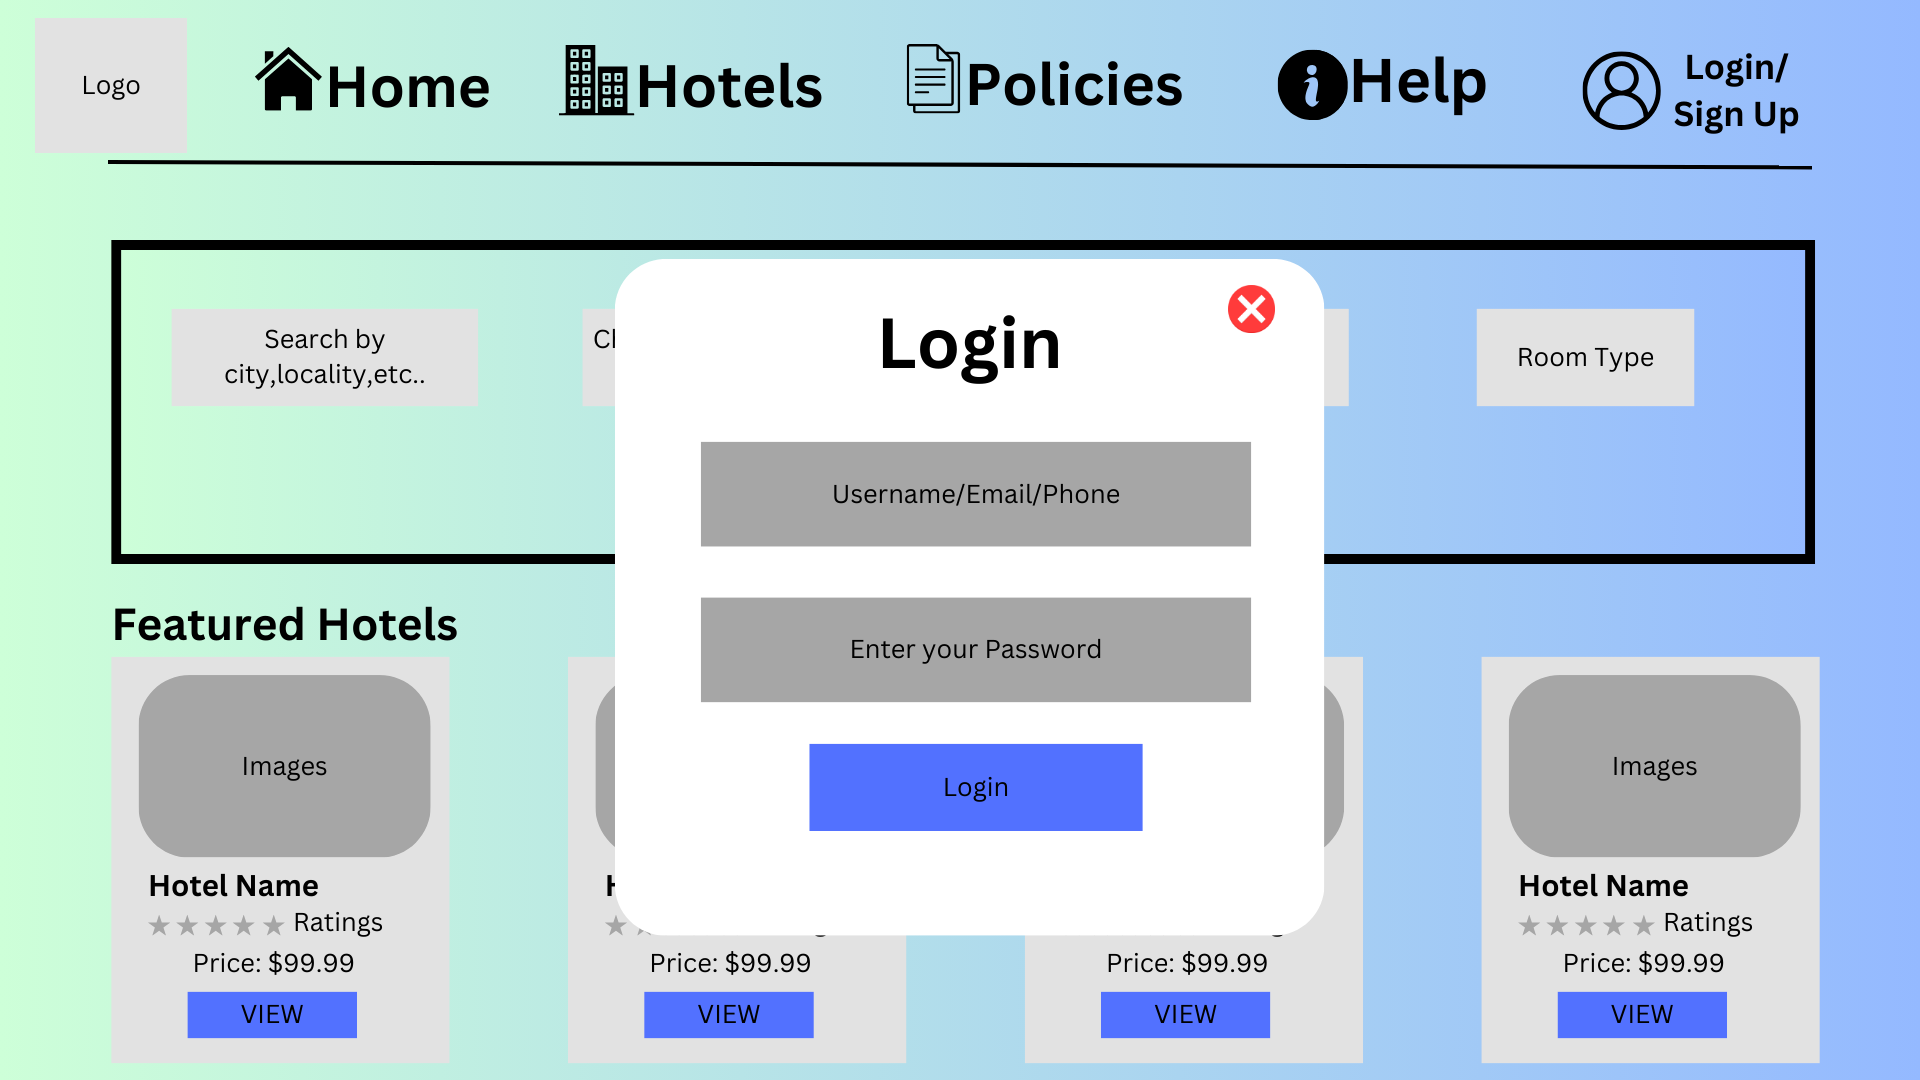 Logo
Home
Hotels
Policies
Help
Login/
Sign Up
Search by
city,locality,etc..
Room Type
Login
Username/Email/Phone
Enter your Password
Login
Featured Hotels
Images
Images
Hotel Name
Hotel Name
Ratings
Ratings
Price: $99.99
Price: $99.99
Price: $99.99
Price: $99.99
VIEW
VIEW
VIEW
VIEW